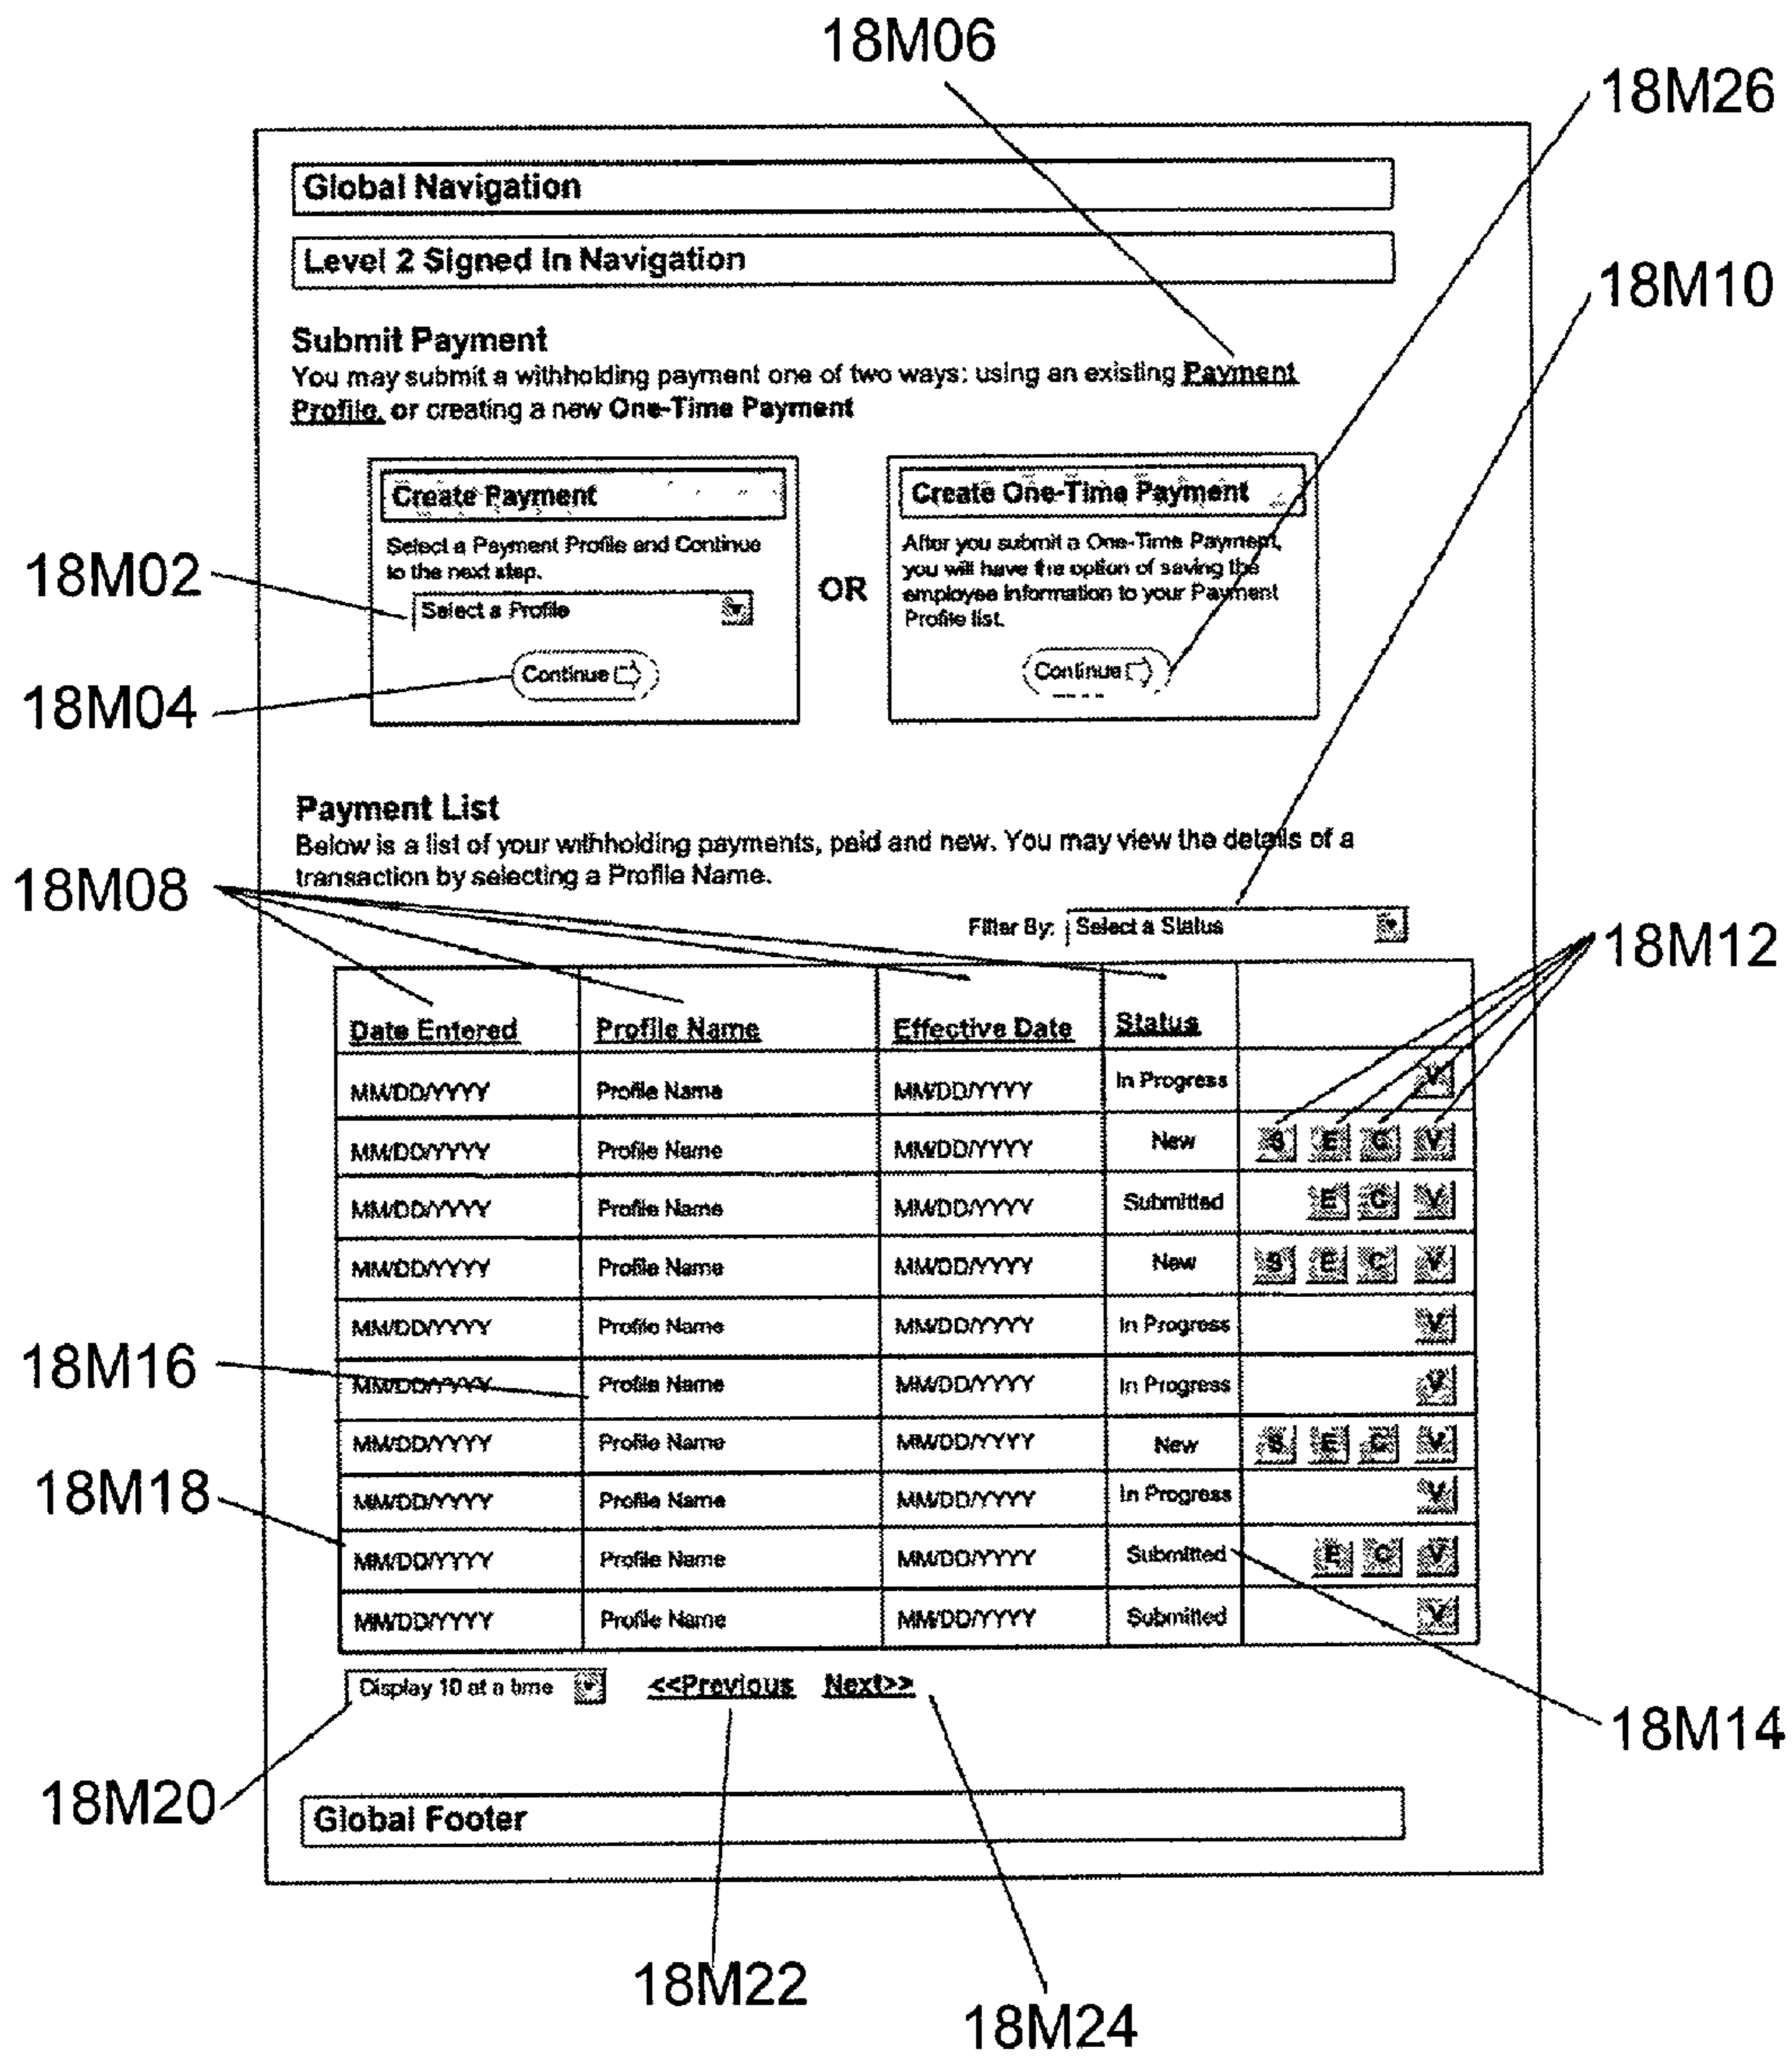 18M06
18M26
Global Navigation
Level 2 Signed In Navigation
18M10
Submit Payment
You may submit a withholding payment one of two ways: using an existing Payment
Profile, or creating a new One-Time Payment
Create Payment
Select a Payment Profile and Continue
to the next step.
18M02
Select a Profile
Continue
18M04
OR
Create One-Time Payment
After you submit a One-Time Payment,
you will have the option of saving the
employee information to your Payment
Profile list.
Continue
Payment List
Below is a list of your withholding payments, paid and new. You may view the details of a
transaction by selecting a Profile Name.
18M08
Filter By: Select a Status
18M12
Date Entered Profile Name Effective Date Status
MM/DD/YYYY Profile Name MM/DD/YYYY In Progress V
MM/DD/YYYY Profile Name MM/DD/YYYY New S E C V
MM/DD/YYYY Profile Name MM/DD/YYYY Submitted E C V
MM/DD/YYYY Profile Name MM/DD/YYYY New S E C V
MM/DD/YYYY Profile Name MM/DD/YYYY In Progress V
18M16
MM/DD/YYYY Profile Name MM/DD/YYYY In Progress V
MM/DD/YYYY Profile Name MM/DD/YYYY New S E C V
18M18
MM/DD/YYYY Profile Name MM/DD/YYYY In Progress V
MM/DD/YYYY Profile Name MM/DD/YYYY Submitted E C V
MM/DD/YYYY Profile Name MM/DD/YYYY Submitted V
Display 10 at a time <<Previous Next>>
18M14
18M20
Global Footer
18M22
18M24